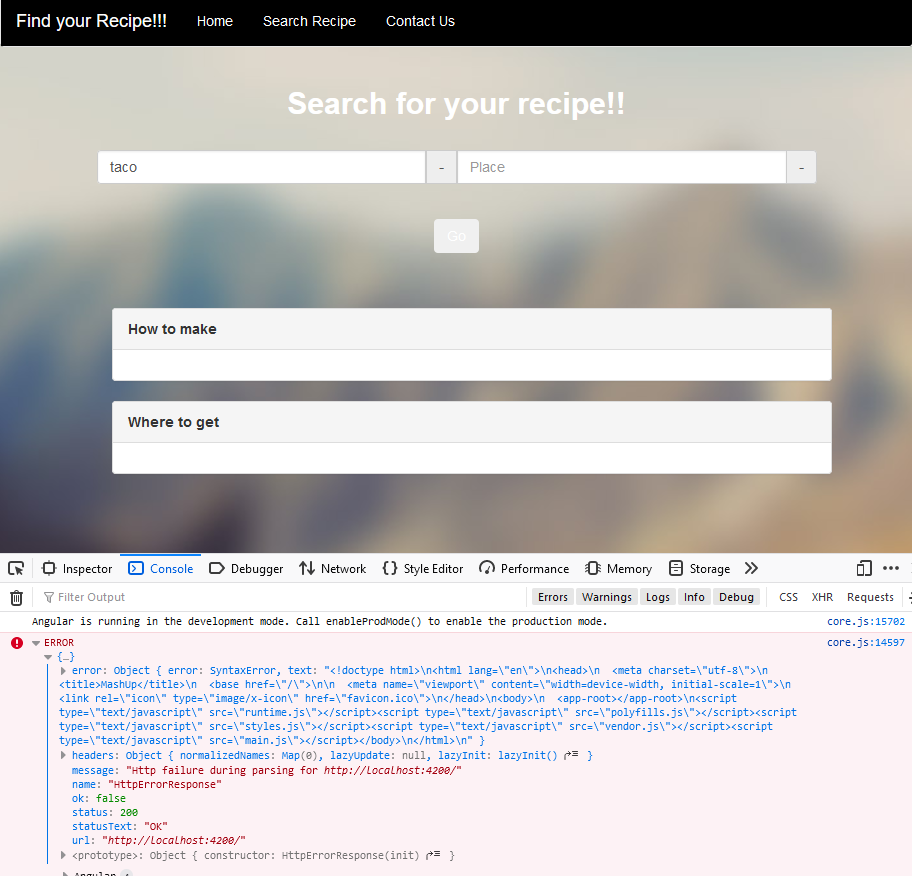 Find your Recipe!!! Home Search Recipe Contact Us
Search for your recipe!!
taco - Place -
Go
How to make
Where to get
Inspector Console Debugger Network Style Editor Performance Memory Storage
Filter Output Errors Warnings Logs Info Debug CSS XHR Requests
Angular is running in the development mode. Call enableProdMode() to enable the production mode. core.js:15702
ERROR core.js:14597
{…}
error: Object { error: SyntaxError, text: "<!doctype html>\n<html lang=\"en\">\n<head>\n  <meta charset=\"utf-8\">\n
<title>MashUp</title>\n  <base href=\"/\">\n\n  <meta name=\"viewport\" content=\"width=device-width, initial-scale=1\">\n
<link rel=\"icon\" type=\"image/x-icon\" href=\"favicon.ico\">\n</head>\n<body>\n  <app-root></app-root>\n<script
type=\"text/javascript\" src=\"runtime.js\"></script><script type=\"text/javascript\" src=\"polyfills.js\"></script><script
type=\"text/javascript\" src=\"styles.js\"></script><script type=\"text/javascript\" src=\"vendor.js\"></script><script
type=\"text/javascript\" src=\"main.js\"></script></body>\n</html>\n" }
headers: Object { normalizedNames: Map(0), lazyUpdate: null, lazyInit: lazyInit() }
message: "Http failure during parsing for http://localhost:4200/"
name: "HttpErrorResponse"
ok: false
status: 200
statusText: "OK"
url: "http://localhost:4200/"
<prototype>: Object { constructor: HttpErrorResponse(init) }
Angular